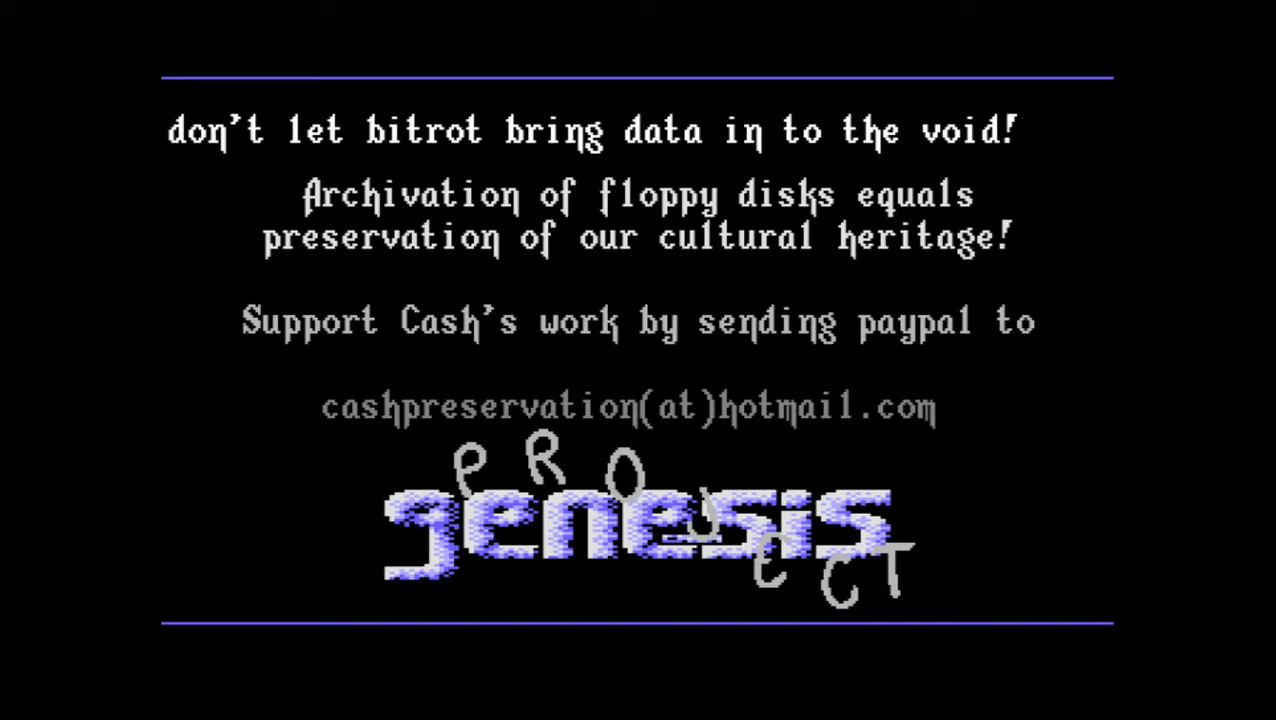 don't let bitrot bring data in to the void!
Archivation of floppy disks equals
preservation of our cultural heritage!
Support Cash's work by sending paypal to
cashpreservation(at)hotmail.com
PROJECT
genesis